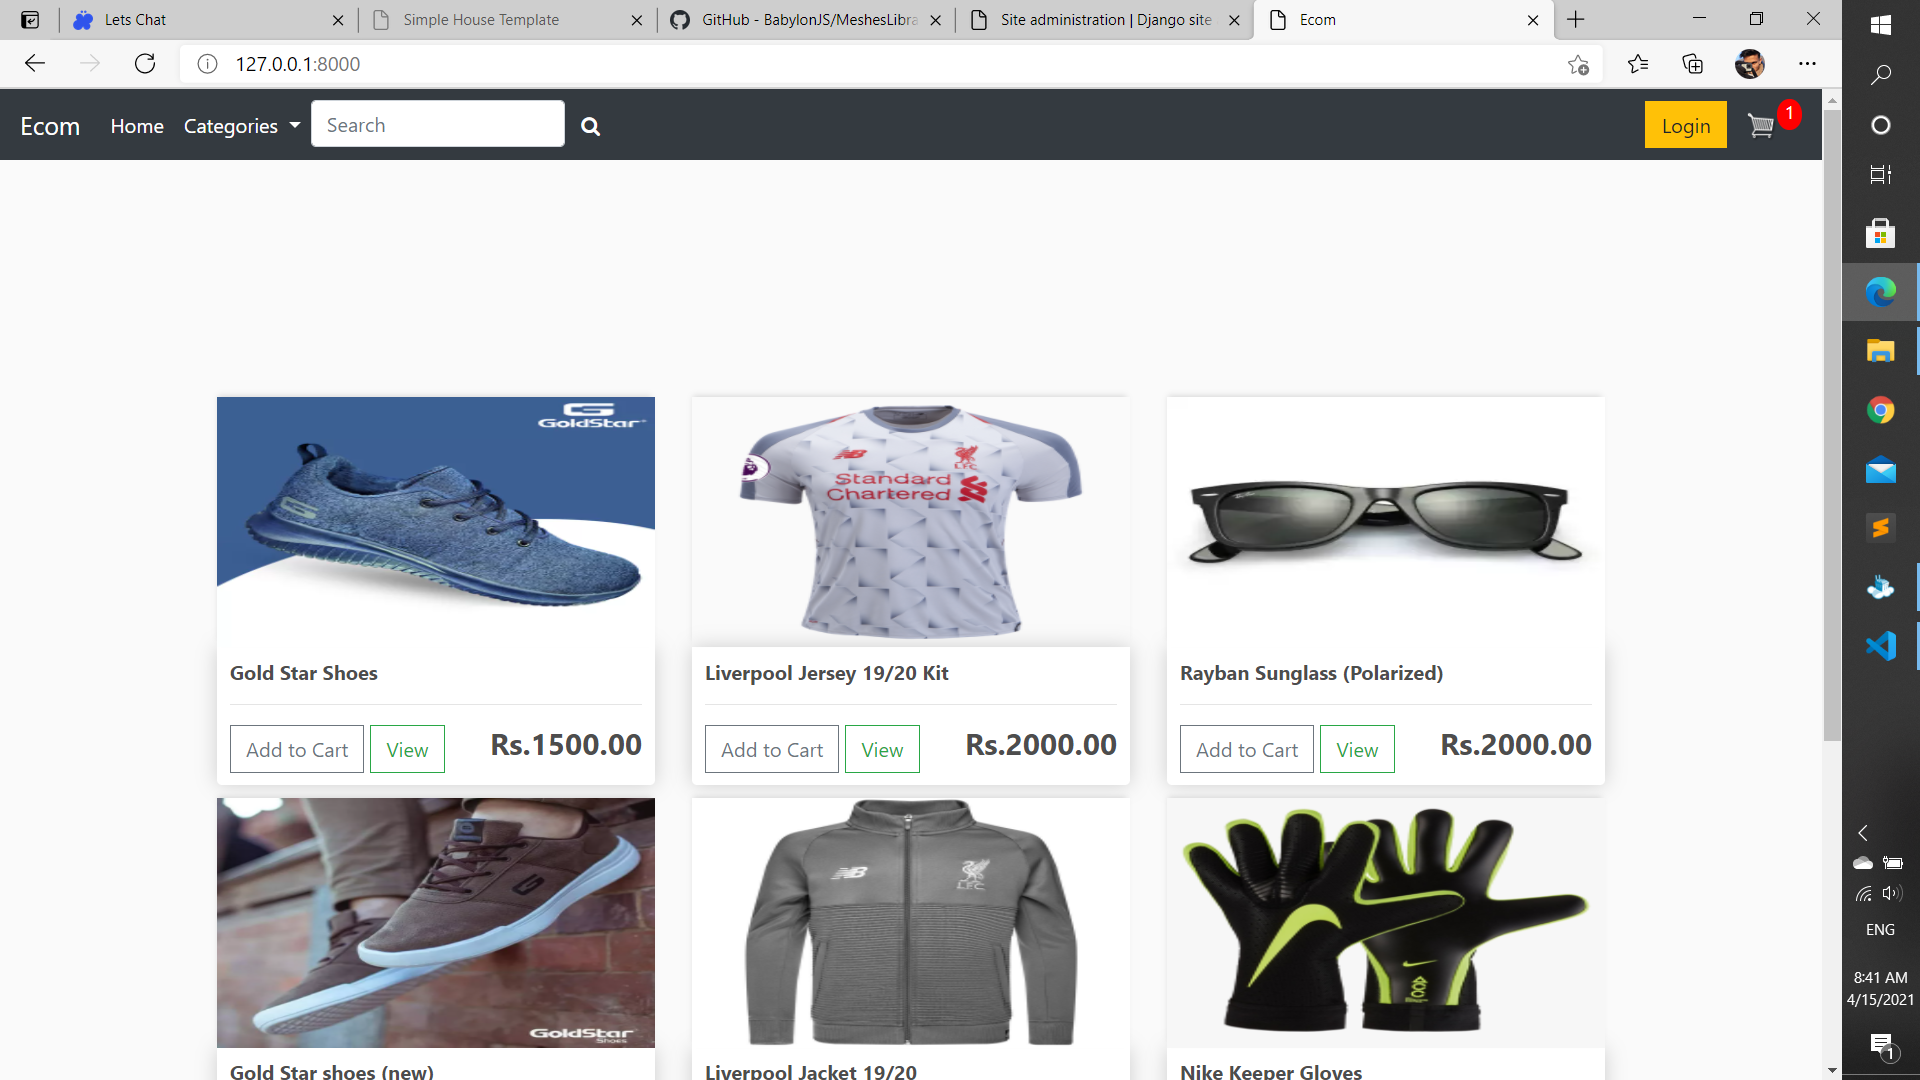 Lets Chat
Simple House Template
GitHub - BabylonJS/MeshesLibra
Site administration | Django site
Ecom
127.0.0.1:8000
Ecom Home Categories Search Login 1
GoldStar
Standard
Chartered
L.F.C.
Gold Star Shoes
Liverpool Jersey 19/20 Kit
Rayban Sunglass (Polarized)
Add to Cart View Rs.1500.00
Add to Cart View Rs.2000.00
Add to Cart View Rs.2000.00
GoldStar
Shoes
L.F.C.
Gold Star shoes (new)
Liverpool Jacket 19/20
Nike Keeper Gloves
ENG
8:41 AM
4/15/2021
1